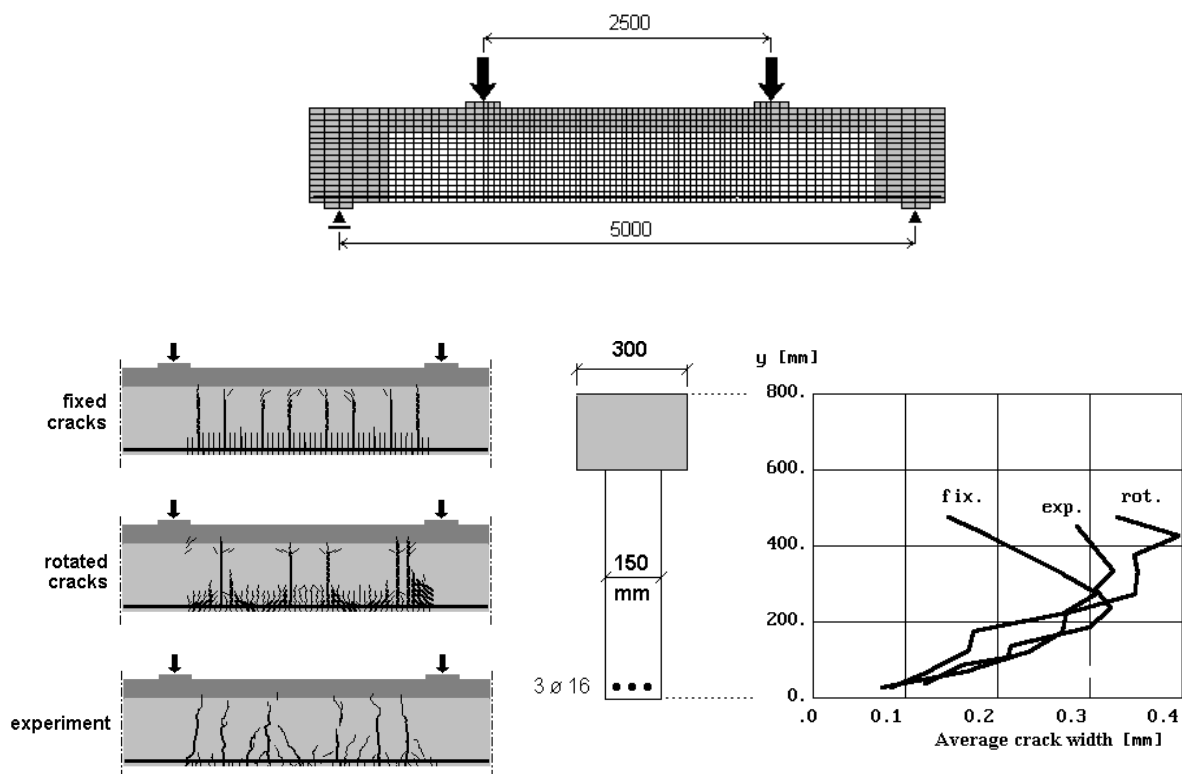 2500
5000
fixed
cracks
rotated
cracks
experiment
300
150
mm
3 ø 16
y [mm]
800.
600.
400.
200.
0.
fix.
exp.
rot.
.0
0.1
0.2
0.3
0.4
Average crack width [mm]